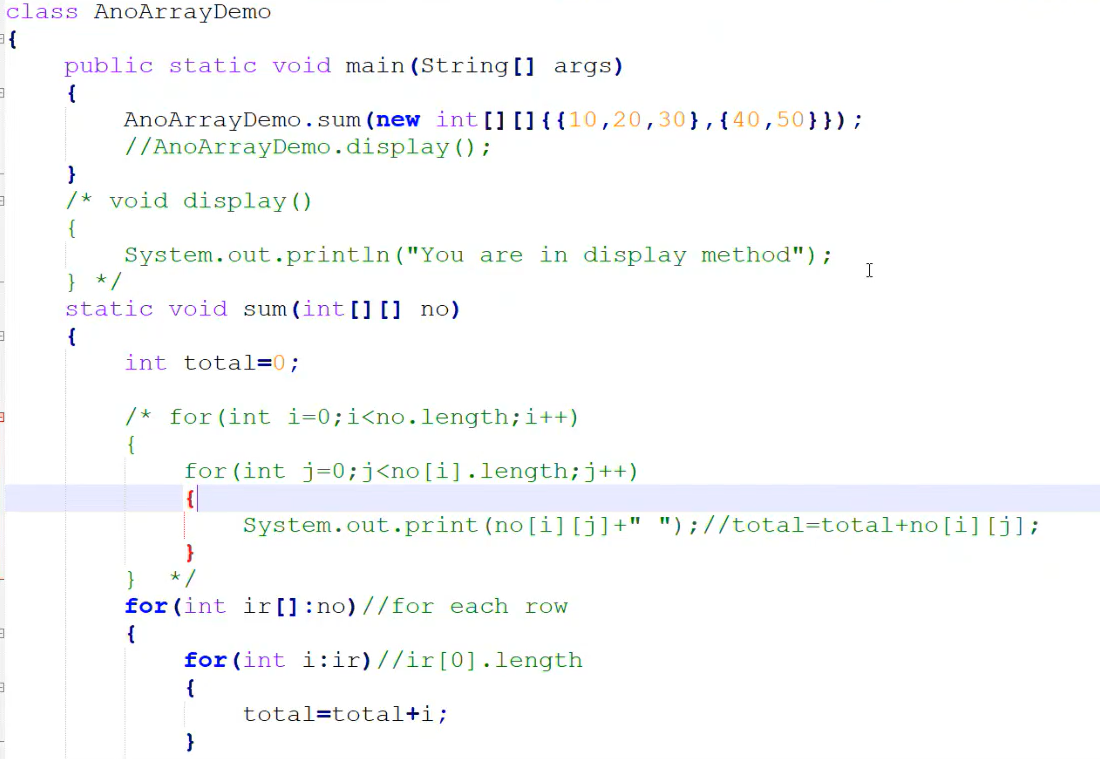 class AnoArrayDemo
{
public static void main(String[] args)
{
AnoArrayDemo.sum(new int[][]{{10,20,30},{40,50}});
//AnoArrayDemo.display();
}
/* void display()
{
System.out.println("You are in display method");
} */
static void sum(int[][] no)
{
int total=0;
/* for(int i=0;i<no.length;i++)
{
for(int j=0;j<no[i].length;j++)
{
System.out.print(no[i][j]+" ");//total=total+no[i][j];
}
} */
for(int ir[]:no)//for each row
{
for(int i:ir)//ir[0].length
{
total=total+i;
}